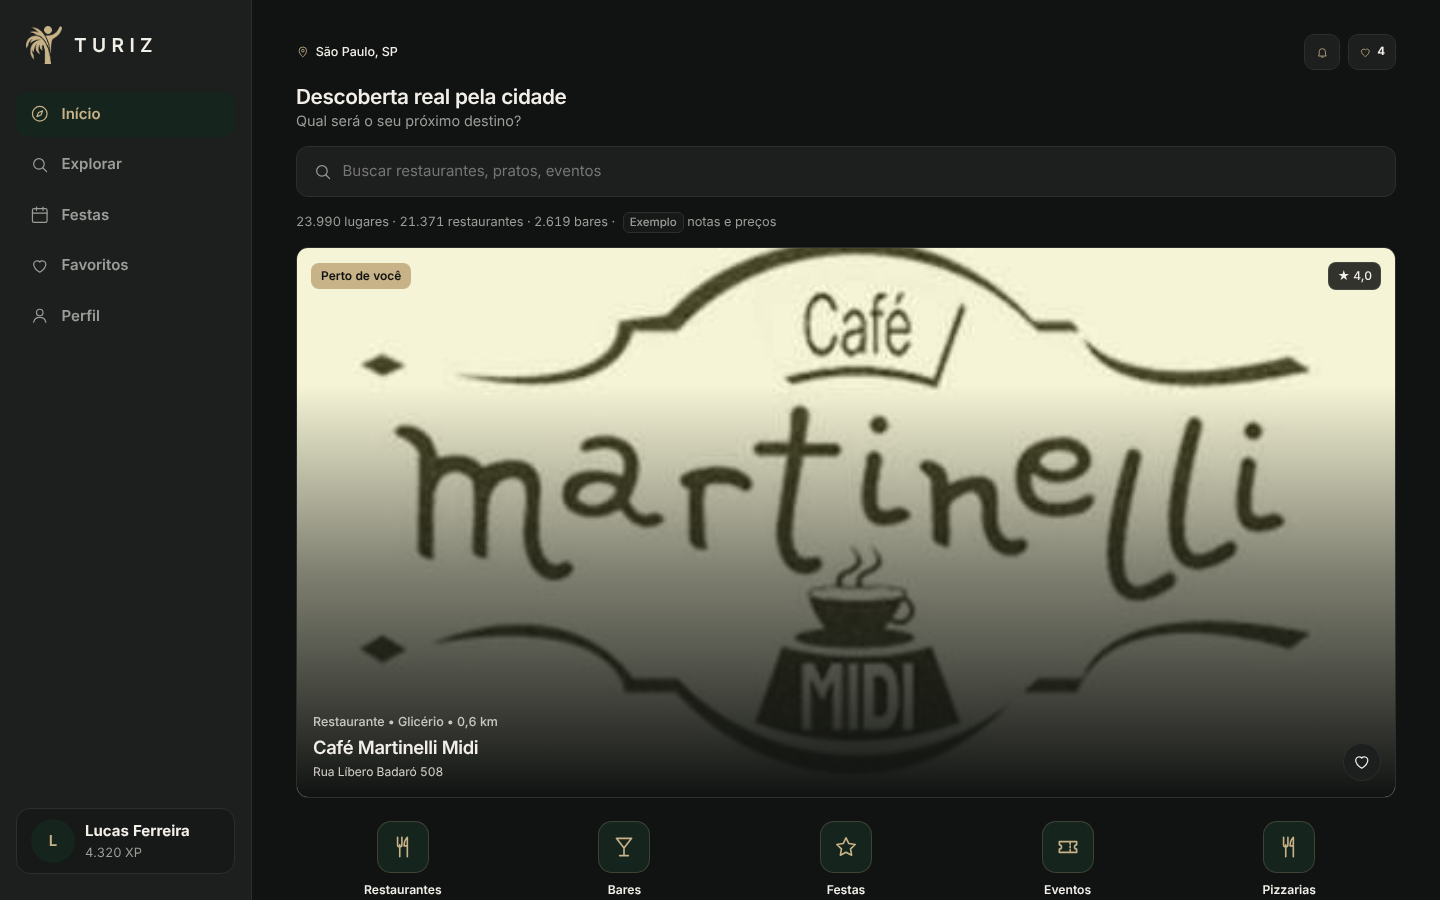 TURIZ
Início
Explorar
Festas
Favoritos
Perfil
Lucas Ferreira
L
4.320 XP
São Paulo, SP
4
Descoberta real pela cidade
Qual será o seu próximo destino?
Buscar restaurantes, pratos, eventos
23.990 lugares · 21.371 restaurantes · 2.619 bares · Exemplo notas e preços
Perto de você
★ 4,0
Café
martinelli
MIDI
Restaurante • Glicério • 0,6 km
Café Martinelli Midi
Rua Líbero Badaró 508
Restaurantes
Bares
Festas
Eventos
Pizzarias